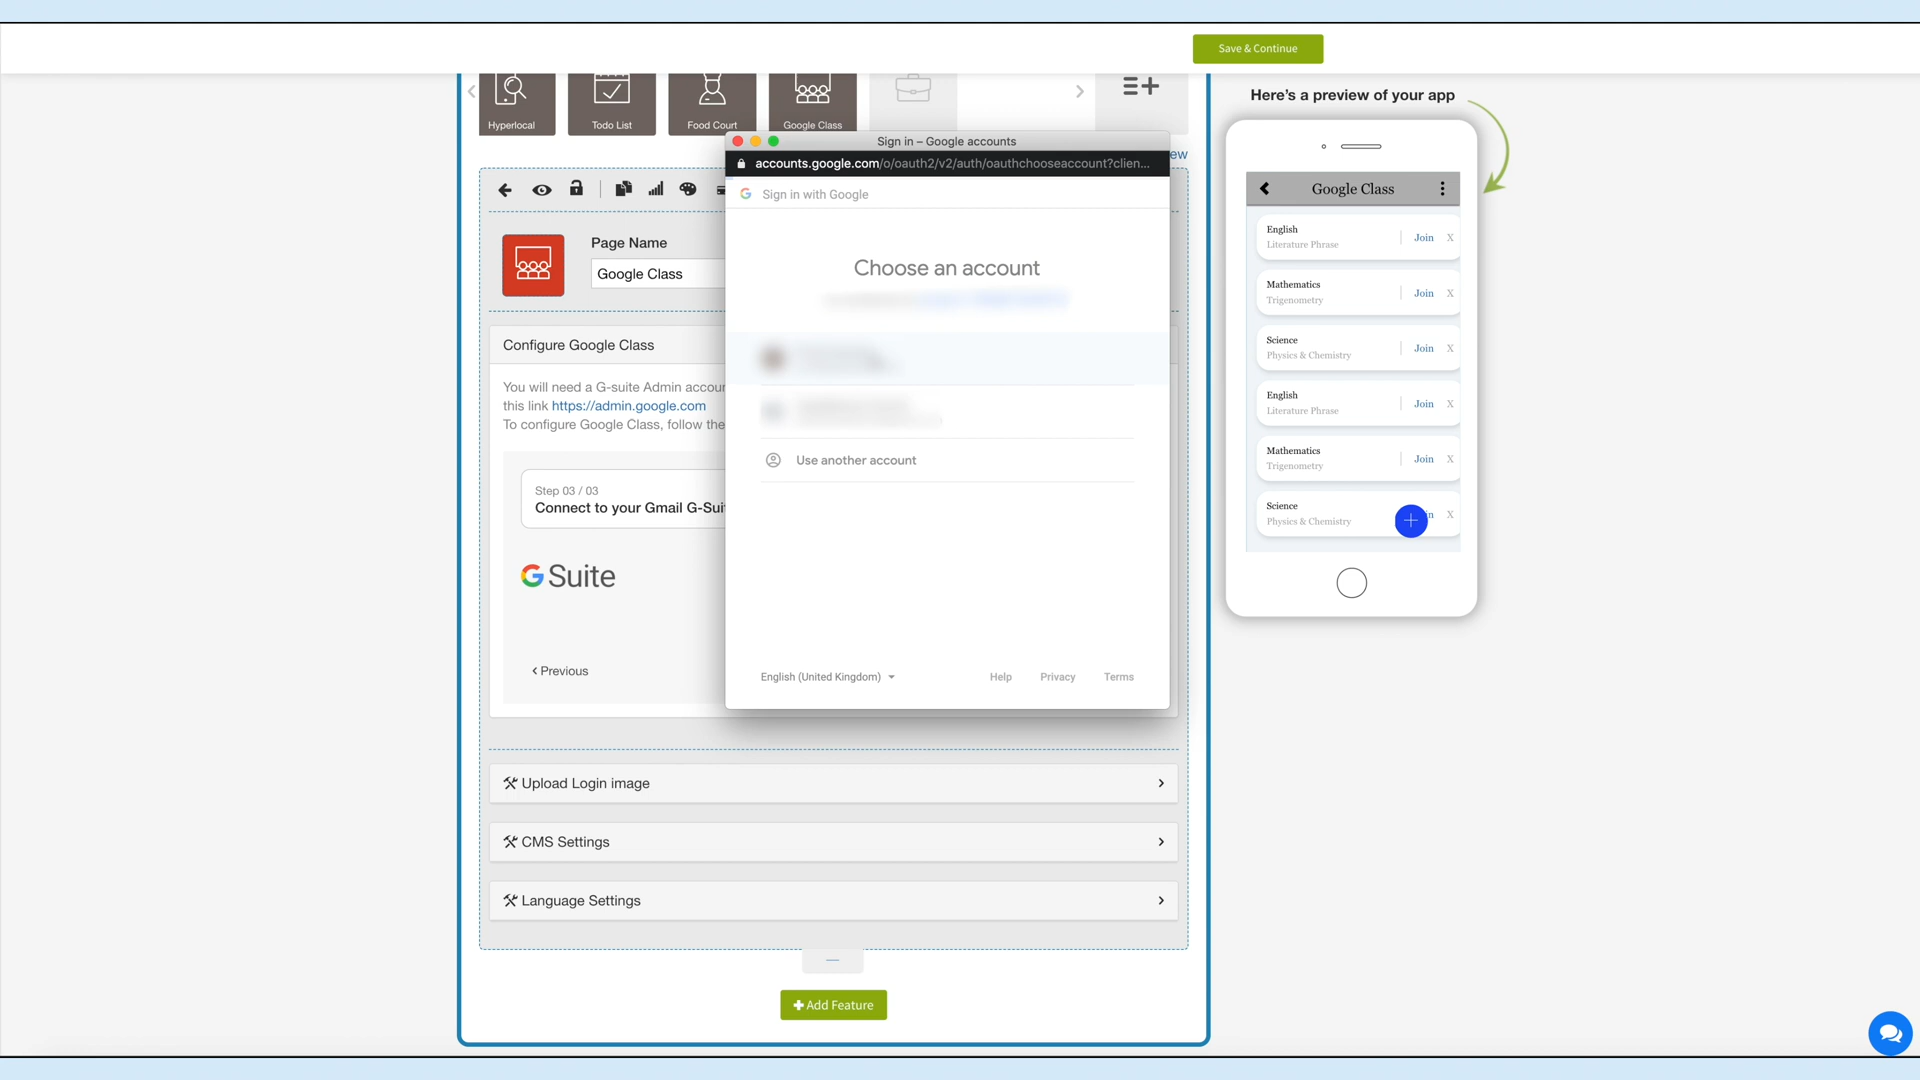 Save & Continue
Hyperlocal
Todo List
Food Court
Google Class
Here's a preview of your app
Sign in – Google accounts
accounts.google.com/o/oauth2/v2/auth/oauthchooseaccount?clien...
ew
Sign in with Google
Page Name
Google Class
Choose an account
Configure Google Class
You will need a G-suite Admin accour
this link https://admin.google.com
To configure Google Class, follow the
Use another account
Step 03 / 03
Connect to your Gmail G-Suit
G Suite
Previous
English (United Kingdom)
Help
Privacy
Terms
Upload Login image
CMS Settings
Language Settings
Add Feature
Google Class
English
Literature Phrase
Join X
Mathematics
Trigenometry
Join X
Science
Physics & Chemistry
Join X
English
Literature Phrase
Join X
Mathematics
Trigenometry
Join X
Science
Physics & Chemistry
in X